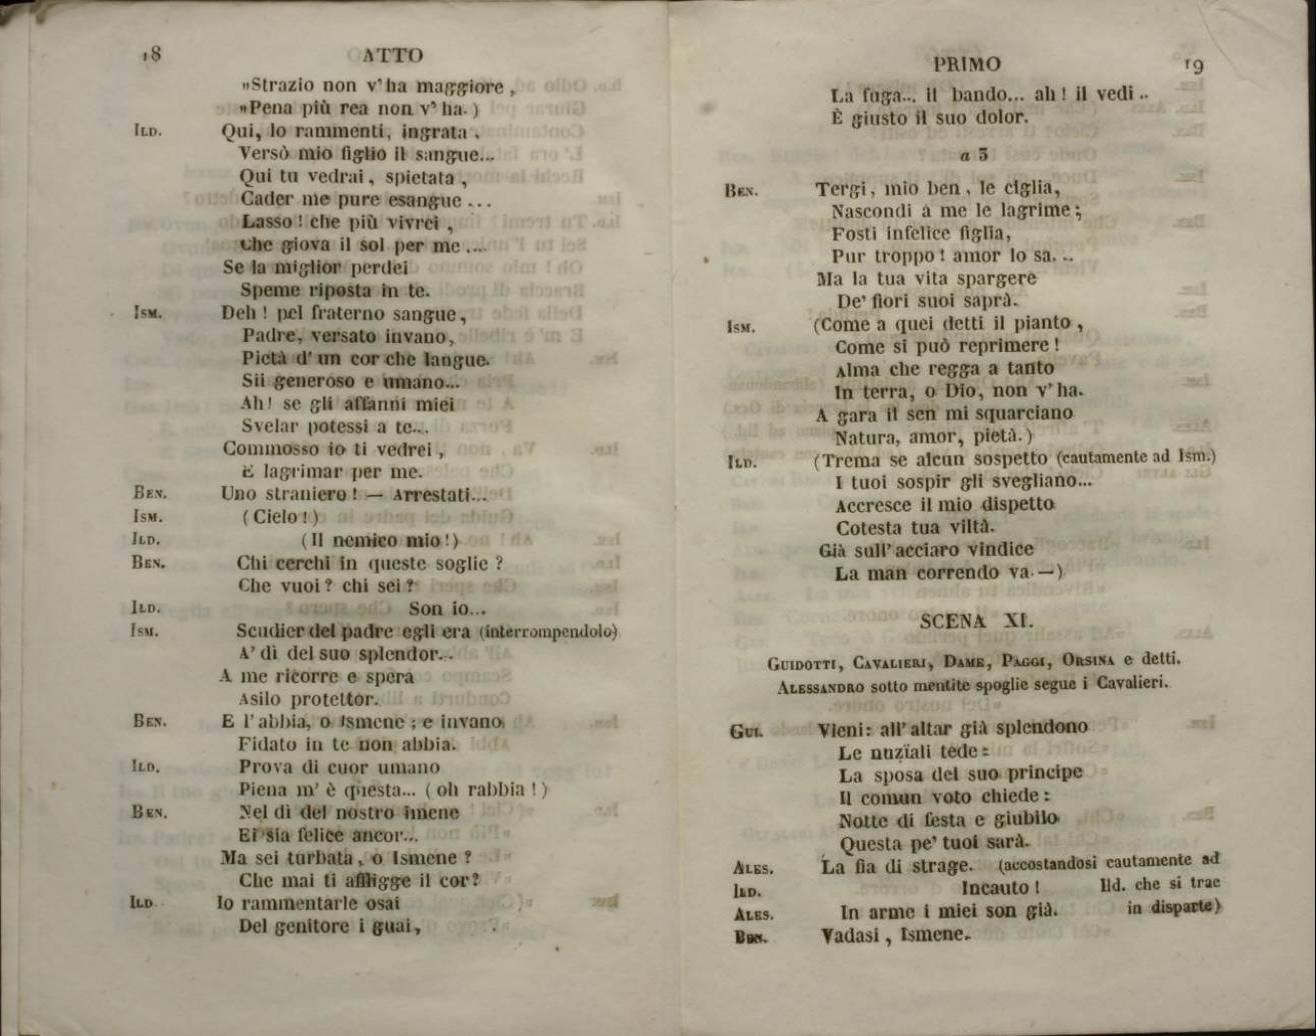 18 ATTO
"Strazio non v'ha maggiore,
"Pena più rea non v'ha.)
ILD. Qui, lo rammenti, ingrata,
Versò mio figlio il sangue...
Qui tu vedrai, spietata,
Cader me pure esangue...
Lasso! che più vivrei,
Che giova il sol per me...
Se la miglior perdei
Speme riposta in te.
ISM. Deh! pel fraterno sangue,
Padre, versato invano,
Pietà d'un cor che langue.
Sii generoso e umano...
Ah! se gli affanni miei
Svelar potessi a te...
Commosso io ti vedrei,
E lagrimar per me.
BEN. Uno straniero! — Arrestati...
ISM. (Cielo!)
ILD. (Il nemico mio!)
BEN. Chi cerchi in queste soglie?
Che vuoi? chi sei?
ILD. Son io...
ISM. Scudier del padre egli era (interrompendolo)
A' dì del suo splendor...
A me ricorre e spera
Asilo protettor.
BEN. E l'abbia, o Ismene; e invano
Fidato in te non abbia.
ILD. Prova di cuor umano
Piena m'è questa... (oh rabbia!)
BEN. Nel dì del nostro imene
Ei sia felice ancor...
Ma sei turbata, o Ismene?
Che mai ti affligge il cor?
ILD. Io rammentarle osai
Del genitore i guai,
PRIMO 19
La fuga... il bando... ah! il vedi..
È giusto il suo dolor.
a 3
BEN. Tergi, mio ben, le ciglia,
Nascondi a me le lagrime;
Fosti infelice figlia,
Pur troppo! amor lo sa...
Ma la tua vita spargere
De' fiori suoi saprà.
ISM. (Come a quei detti il pianto,
Come si può reprimere!
Alma che regga a tanto
In terra, o Dio, non v'ha.
A gara il sen mi squarciano
Natura, amor, pietà.)
ILD. (Trema se alcun sospetto (cautamente ad Ism.)
I tuoi sospir gli svegliano...
Accresce il mio dispetto
Cotesta tua viltà.
Già sull'acciaro vindice
La man correndo va.—)
SCENA XI.
GUIDOTTI, CAVALIERI, DAME, PAGGI, ORSINA e detti.
ALESSANDRO sotto mentite spoglie segue i Cavalieri.
GUI. Vieni: all'altar già splendono
Le nuzïali tede:
La sposa del suo principe
Il comun voto chiede:
Notte di festa e giubilo
Questa pe' tuoi sarà.
ALES. La fia di strage. (accostandosi cautamente ad
ILD. Incauto! Ild. che si trae
ALES. In arme i miei son già. in disparte)
BEN. Vadasi, Ismene.